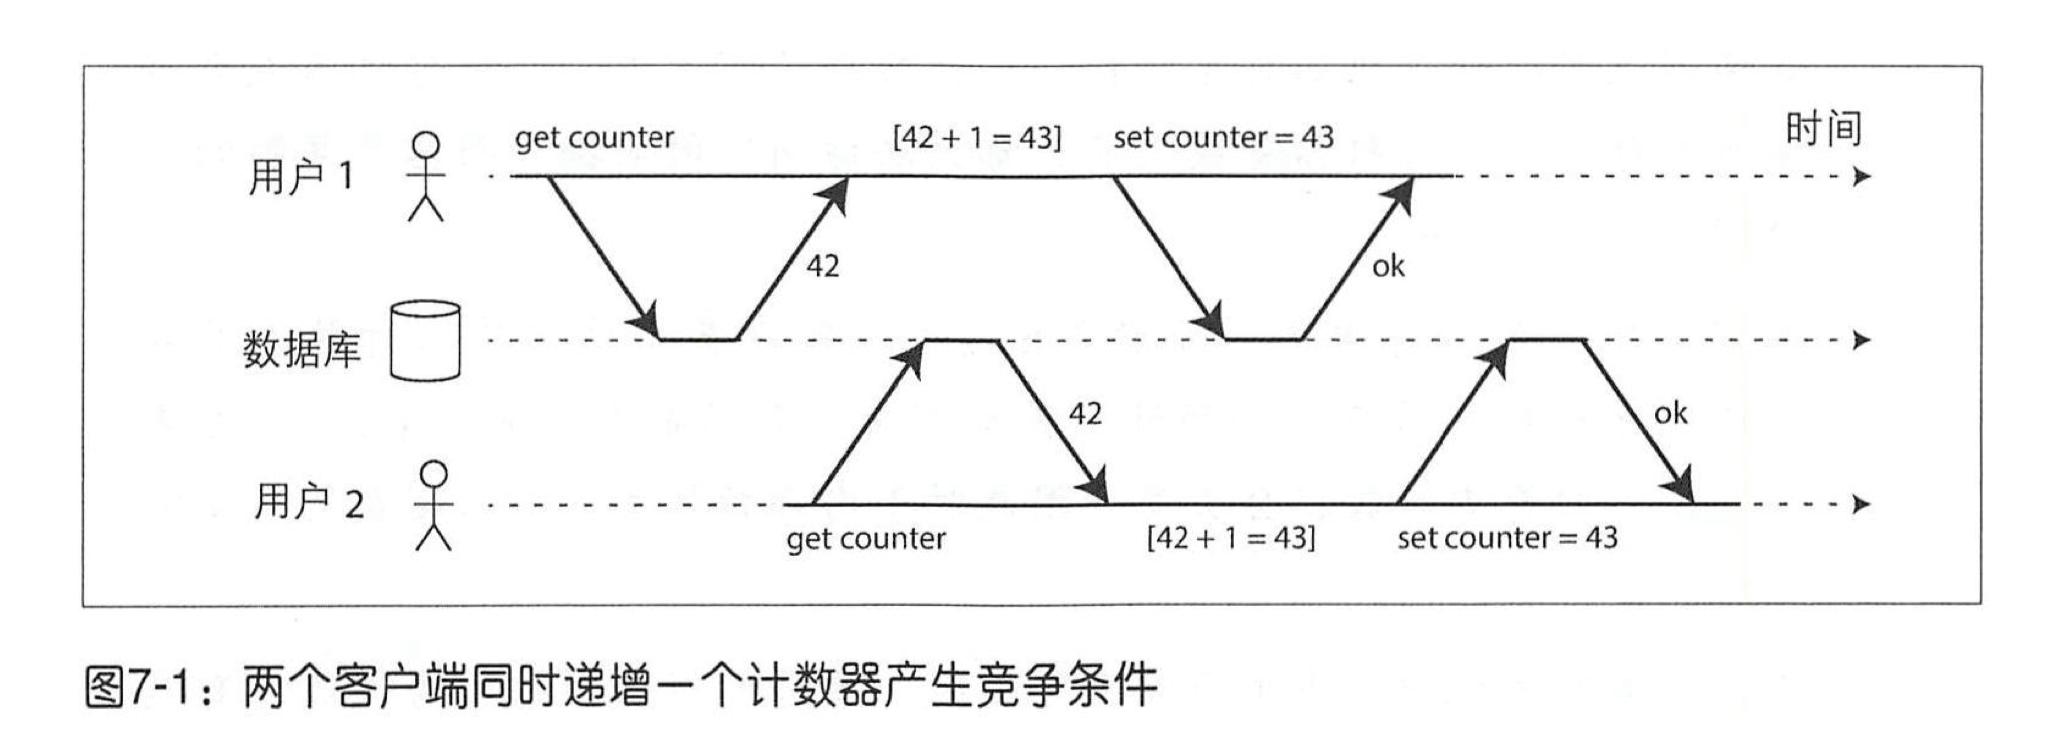 get counter [42 + 1 = 43] set counter = 43 时间
用户 1
42 ok
数据库
42 ok
用户 2
get counter [42 + 1 = 43] set counter = 43
图7-1：两个客户端同时递增一个计数器产生竞争条件